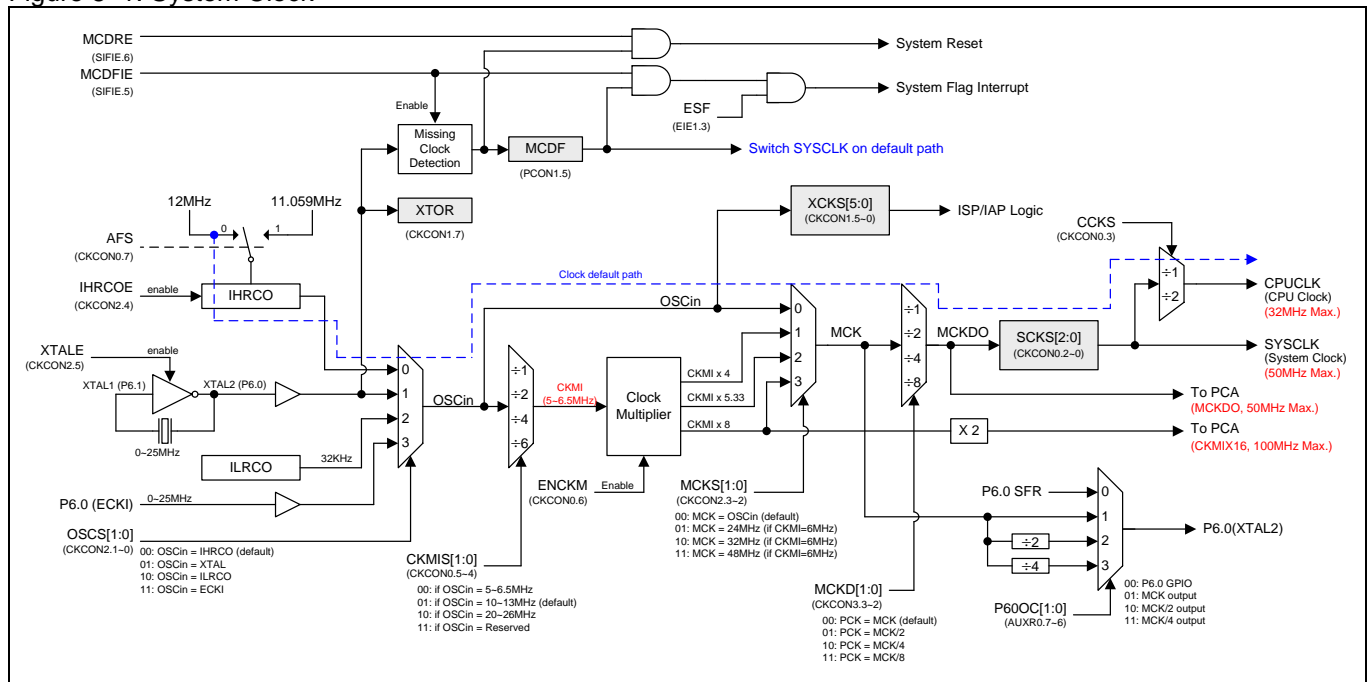 Figure
System Clock
MCDRE
(SIFIE.6)
System Reset
MCDFIE
(SIFIE.5)
System Flag Interrupt
ESF
(EIE1.3)
Enable
Missing
Clock
Detection
MCDF
(PCON1.5)
Switch SYSCLK on default path
12MHz
11.059MHz
0
1
AFS
(CKCON0.7)
XTOR
(CKCON1.7)
XCKS[5:0]
(CKCON1.5~0)
ISP/IAP Logic
CCKS
(CKCON0.3)
IHRCOE
(CKCON2.4)
enable
IHRCO
Clock default path
OSCin
÷1
÷2
CPUCLK
(CPU Clock)
(32MHz Max.)
XTALE
(CKCON2.5)
enable
XTAL1 (P6.1)
XTAL2 (P6.0)
0~25MHz
ILRCO
32KHz
P6.0 (ECKI)
0~25MHz
0
1
2
3
OSCin
OSCS[1:0]
(CKCON2.1~0)
00: OSCin = IHRCO (default)
01: OSCin = XTAL
10: OSCin = ILRCO
11: OSCin = ECKI
÷1
÷2
÷4
÷6
CKMI
(5~6.5MHz)
CKMIS[1:0]
(CKCON0.5~4)
00: if OSCin = 5~6.5MHz
01: if OSCin = 10~13MHz (default)
10: if OSCin = 20~26MHz
11: if OSCin = Reserved
Clock
Multiplier
CKMI x 4
CKMI x 5.33
CKMI x 8
ENCKM
(CKCON0.6)
Enable
0
1
2
3
MCK
MCKS[1:0]
(CKCON2.3~2)
00: MCK = OSCin (default)
01: MCK = 24MHz (if CKMI=6MHz)
10: MCK = 32MHz (if CKMI=6MHz)
11: MCK = 48MHz (if CKMI=6MHz)
÷1
÷2
÷4
÷8
MCKDO
MCKD[1:0]
(CKCON3.3~2)
00: PCK = MCK (default)
01: PCK = MCK/2
10: PCK = MCK/4
11: PCK = MCK/8
SCKS[2:0]
(CKCON0.2~0)
SYSCLK
(System Clock)
(50MHz Max.)
To PCA
(MCKDO, 50MHz Max.)
X 2
To PCA
(CKMIX16, 100MHz Max.)
P6.0 SFR
÷2
÷4
0
1
2
3
P6.0(XTAL2)
P60OC[1:0]
(AUXR0.7~6)
00: P6.0 GPIO
01: MCK output
10: MCK/2 output
11: MCK/4 output